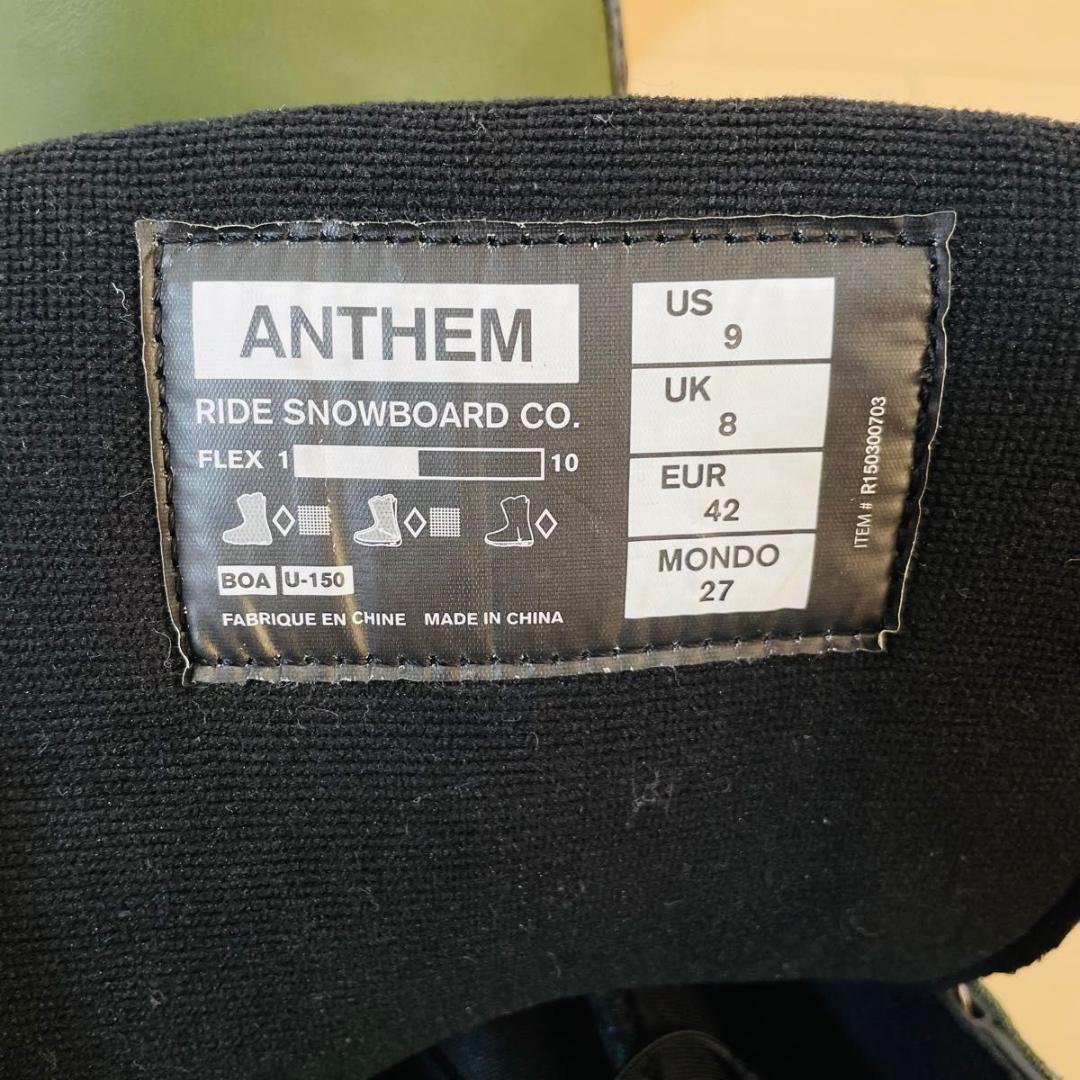 ANTHEM
RIDE SNOWBOARD CO.
FLEX 1 10
BOA U-150
FABRIQUE EN CHINE MADE IN CHINA
US
9
UK
8
EUR
42
MONDO
27
ITEM # R150300703